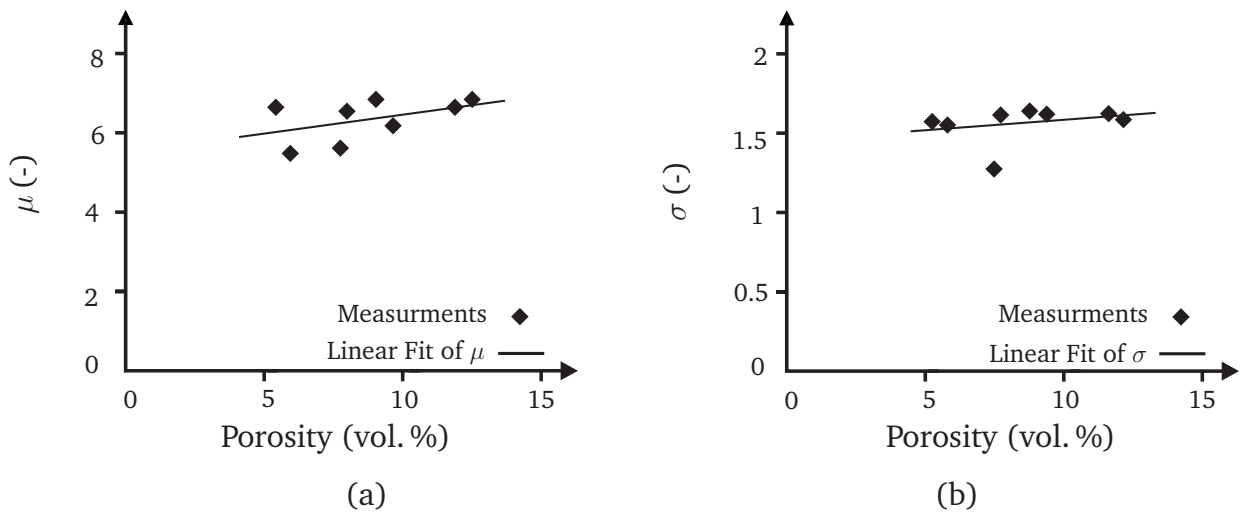 8
6
4
2
0
μ (-)
Measurments
Linear Fit of μ
0 5 10 15
Porosity (vol. %)
(a)
2
1.5
1
0.5
0
σ (-)
Measurments
Linear Fit of σ
0 5 10 15
Porosity (vol. %)
(b)